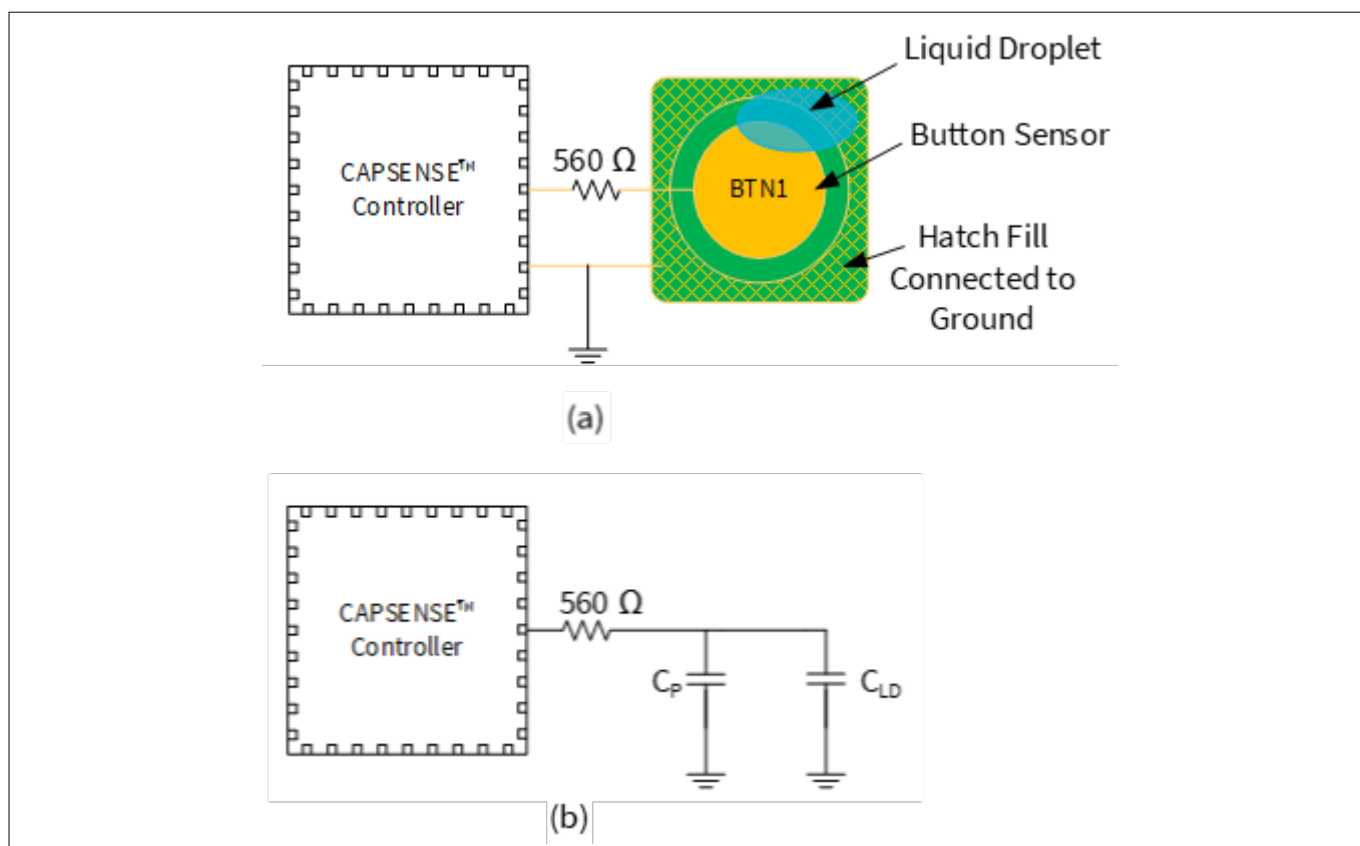 Liquid Droplet
Button Sensor
560 Ω
CAPSENSE™
Controller
BTN1
Hatch Fill
Connected to
Ground
(a)
560 Ω
CAPSENSE™
Controller
CP
CLD
(b)